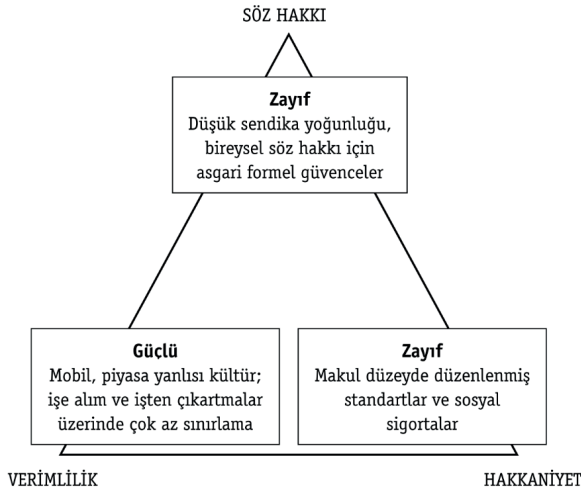 SÖZ HAKKI
Zayıf
Düşük sendika yoğunluğu,
bireysel söz hakkı için
asgari formel güvenceler
Güçlü
Mobil, piyasa yanlısı kültür;
işe alım ve işten çıkartmalar
üzerinde çok az sınırlama
Zayıf
Makul düzeyde düzenlenmiş
standartlar ve sosyal
sigortalar
VERİMLİLİK
HAKKANİYET